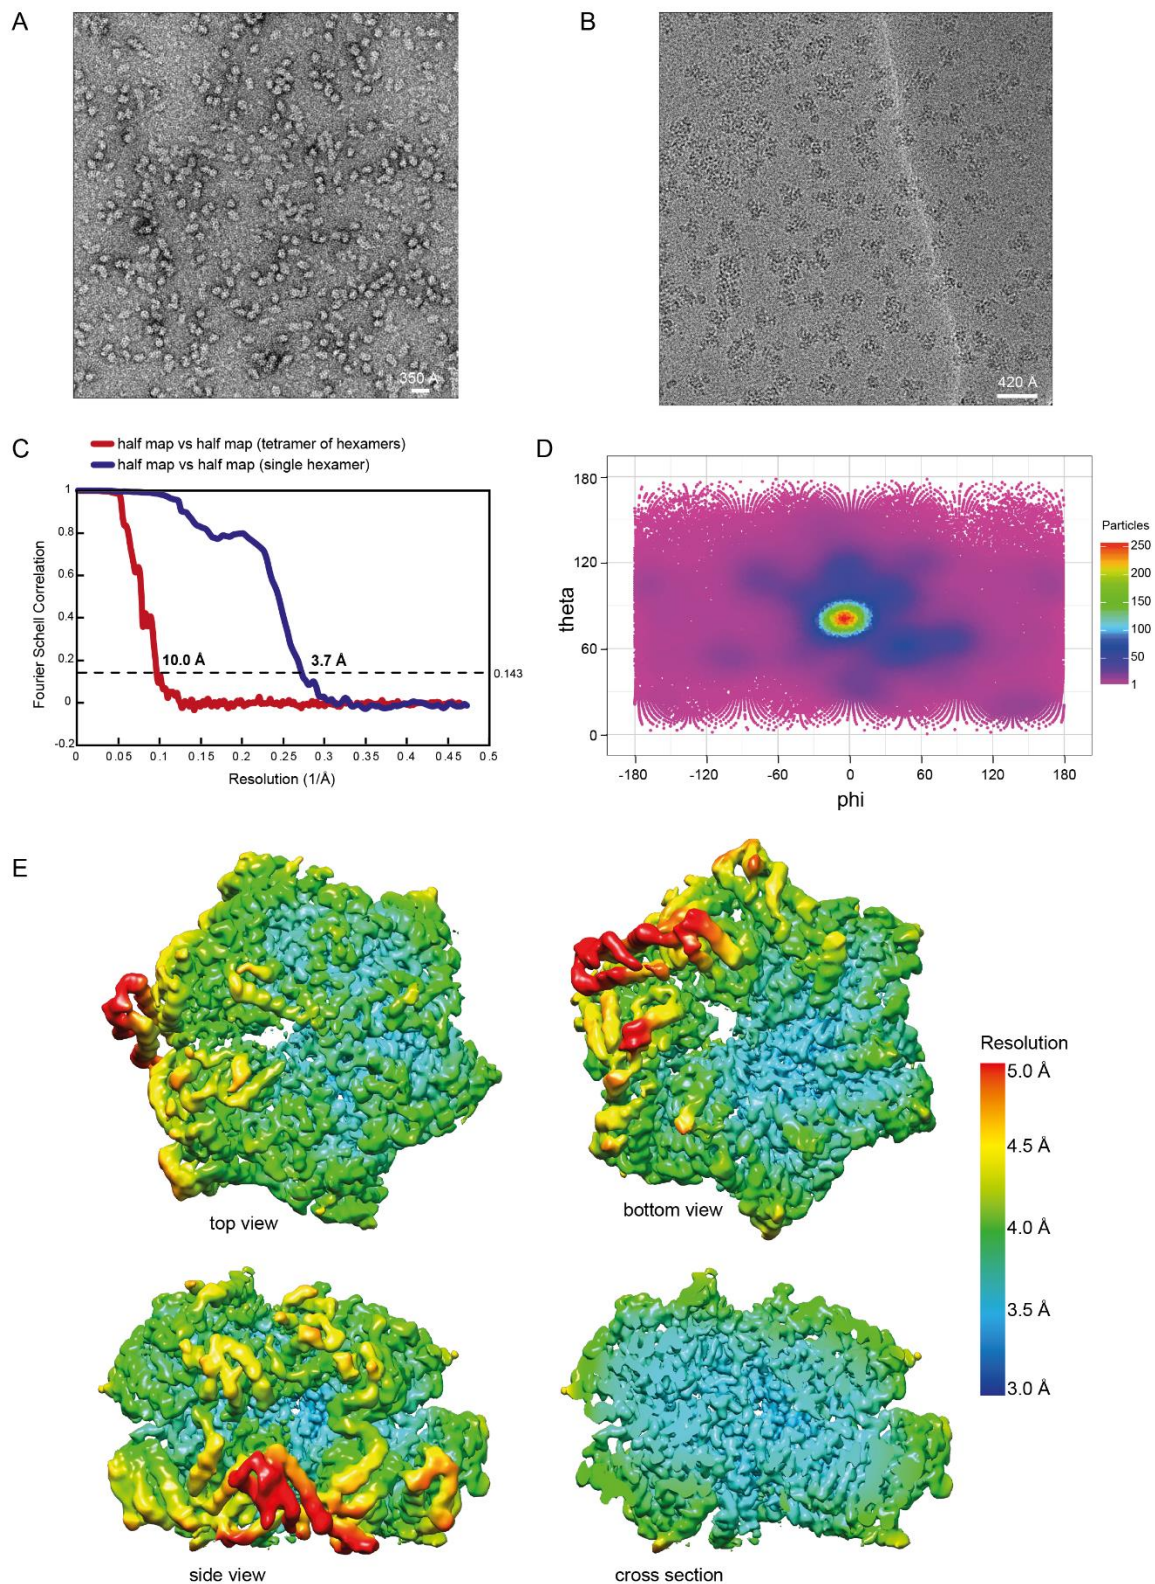 A
B
350 Å
420 Å
C
half map vs half map (tetramer of hexamers)
half map vs half map (single hexamer)
1
0.8
0.6
0.4
0.2
0
-0.2
Fourier Schell Correlation
10.0 Å
3.7 Å
0.143
0 0.05 0.1 0.15 0.2 0.25 0.3 0.35 0.4 0.45 0.5
Resolution (1/Å)
D
180
120
60
0
theta
-180 -120 -60 0 60 120 180
phi
Particles
250
200
150
100
50
1
E
top view
bottom view
side view
cross section
Resolution
5.0 Å
4.5 Å
4.0 Å
3.5 Å
3.0 Å